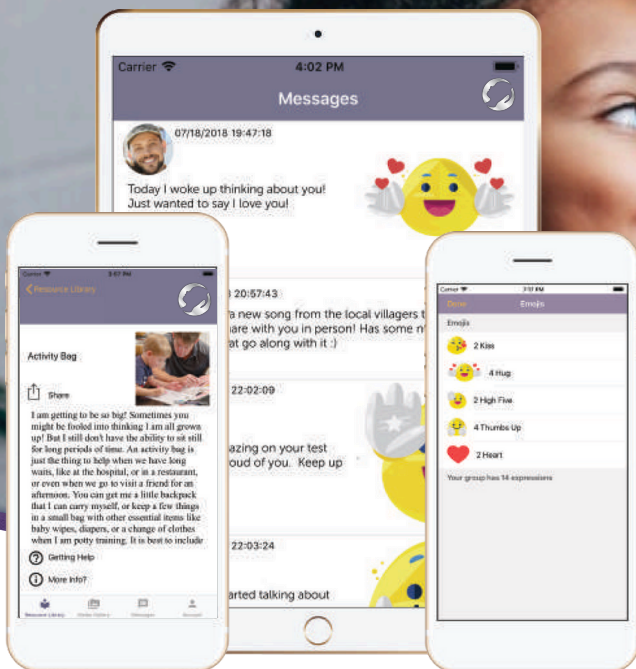 Carrier
4:02 PM
Messages
07/18/2018 19:47:18
Today I woke up thinking about you!
Just wanted to say I love you!
20:57:43
a new song from the local villagers t
are with you in person! Has some
at go along with it :)
22:02:09
azing on your test
oud of you. Keep up
22:03:24
arted talking about
Carrier
3:57 PM
Resource Library
Activity Bag
Share
I am getting to be so big! Sometimes you
might be fooled into thinking I am all grown
up! But I still don't have the ability to sit still
for long periods of time. An activity bag is
just the thing to help when we have long
waits, like at the hospital, or in a restaurant,
or even when we go to visit a friend for an
afternoon. You can get me a little backpack
that I can carry myself, or keep a few things
in a small bag with other essential items like
baby wipes, diapers, or a change of clothes
when I am potty training. It is best to include
Getting Help
More Info?
Resource Library
Messages
Account
Carrier
PM
Done
Emojis
Emojis
2 Kiss
4 Hug
2 High Five
4 Thumbs Up
2 Heart
Your group has 14 expressions